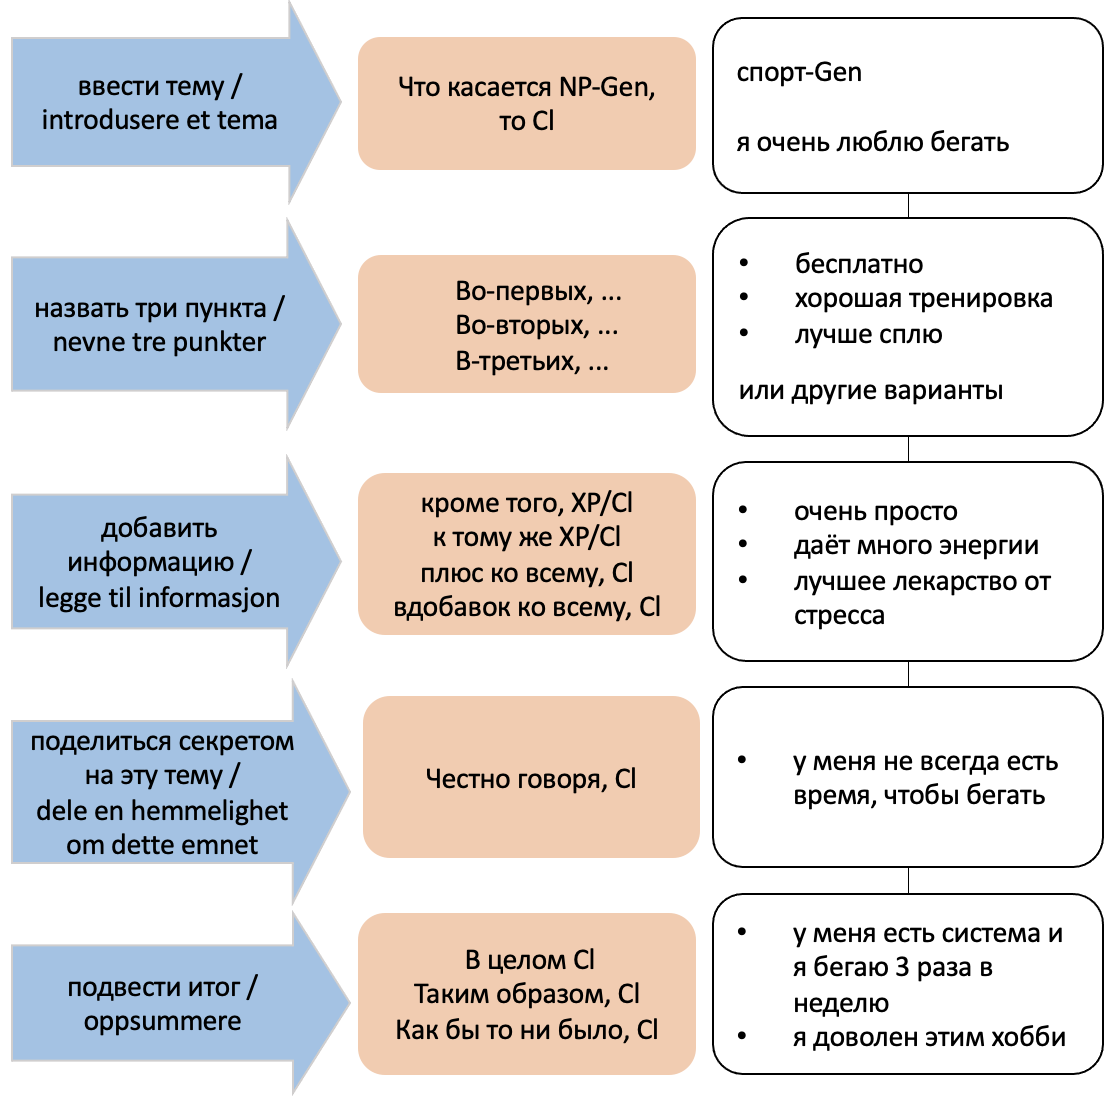 ввести тему /
introdusere et tema
Что касается NP-Gen,
то Cl
спорт-Gen
я очень люблю бегать
назвать три пункта /
nevne tre punkter
Во-первых, ...
Во-вторых, ...
В-третьих, ...
• бесплатно
• хорошая тренировка
• лучше сплю
или другие варианты
добавить
информацию /
legge til informasjon
кроме того, XP/Cl
к тому же XP/Cl
плюс ко всему, Cl
вдобавок ко всему, Cl
• очень просто
• даёт много энергии
• лучшее лекарство от
стресса
поделиться секретом
на эту тему /
dele en hemmelighet
om dette emnet
Честно говоря, Cl
• у меня не всегда есть
время, чтобы бегать
подвести итог /
oppsummere
В целом Cl
Таким образом, Cl
Как бы то ни было, Cl
• у меня есть система и
я бегаю 3 раза в
неделю
• я доволен этим хобби